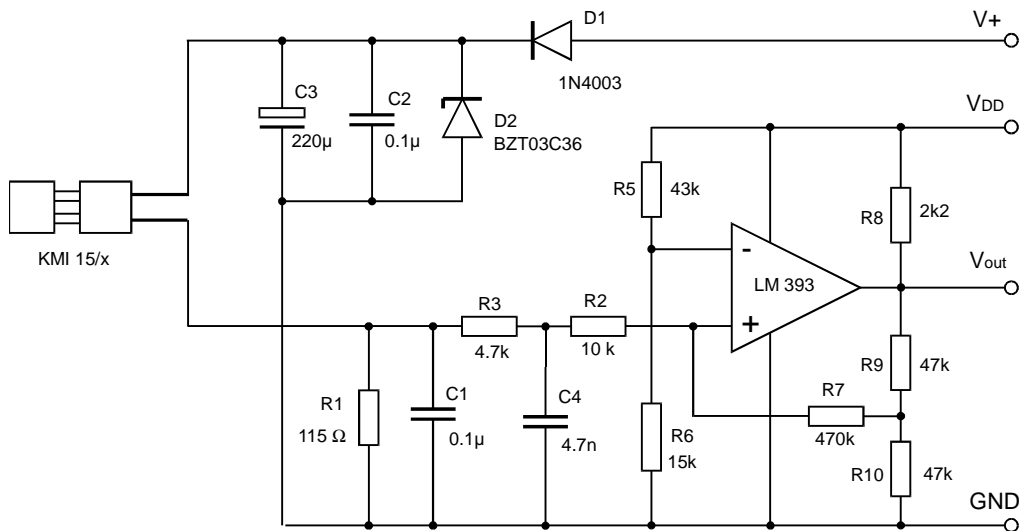 D1
V+
1N4003
C3
220µ
C2
0.1µ
D2
BZT03C36
VDD
R5
43k
R8
2k2
KMI 15/x
-
LM 393
+
Vout
R3
4.7k
R2
10 k
R9
47k
R7
470k
R1
115 Ω
C1
0.1µ
C4
4.7n
R6
15k
R10
47k
GND